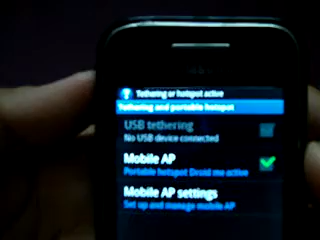 Tethering or hotspot active
Tethering and portable hotspot
USB tethering
No USB device connected
Mobile AP
Portable hotspot Droid me active
Mobile AP settings
Set up and manage mobile AP